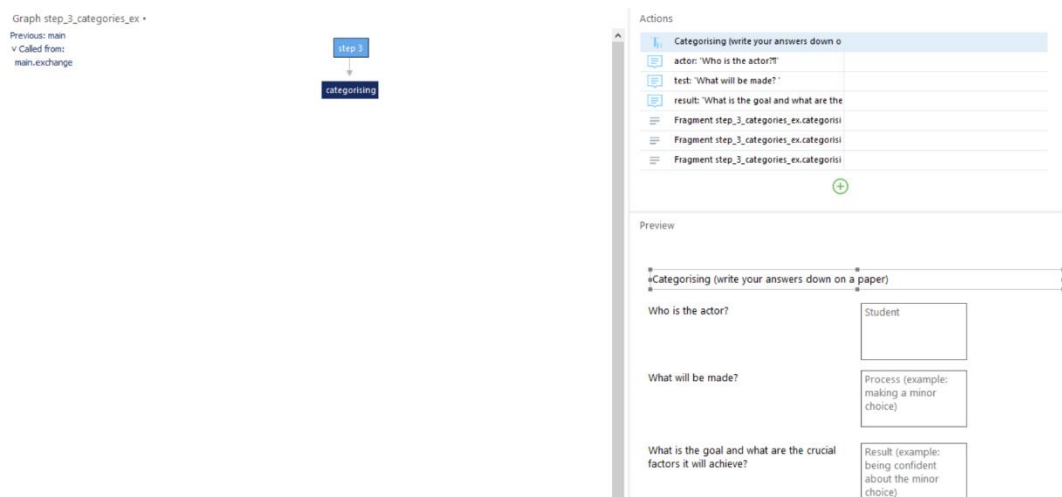 Graph step_3_categories_ex •
Previous: main
v Called from:
main.exchange
step 3
categorising
Actions
Categorising (write your answers down o
actor: 'Who is the actor?'
test: 'What will be made? '
result: 'What is the goal and what are the
Fragment step_3_categories_ex.categorisi
Fragment step_3_categories_ex.categorisi
Fragment step_3_categories_ex.categorisi
Preview
Categorising (write your answers down on a paper)
Who is the actor?
Student
What will be made?
Process (example:
making a minor
choice)
What is the goal and what are the crucial
factors it will achieve?
Result (example:
being confident
about the minor
choice)